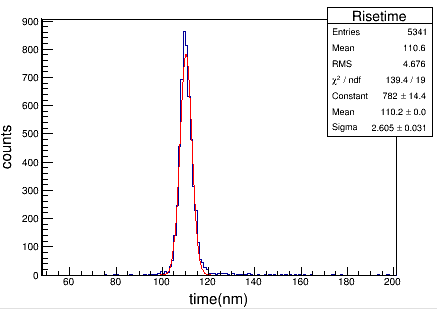 Risetime
Entries 5341
Mean 110.6
RMS 4.676
χ² / ndf 139.4 / 19
Constant 782 ± 14.4
Mean 110.2 ± 0.0
Sigma 2.605 ± 0.031
counts
900
800
700
600
500
400
300
200
100
0
60 80 100 120 140 160 180 200
time(nm)